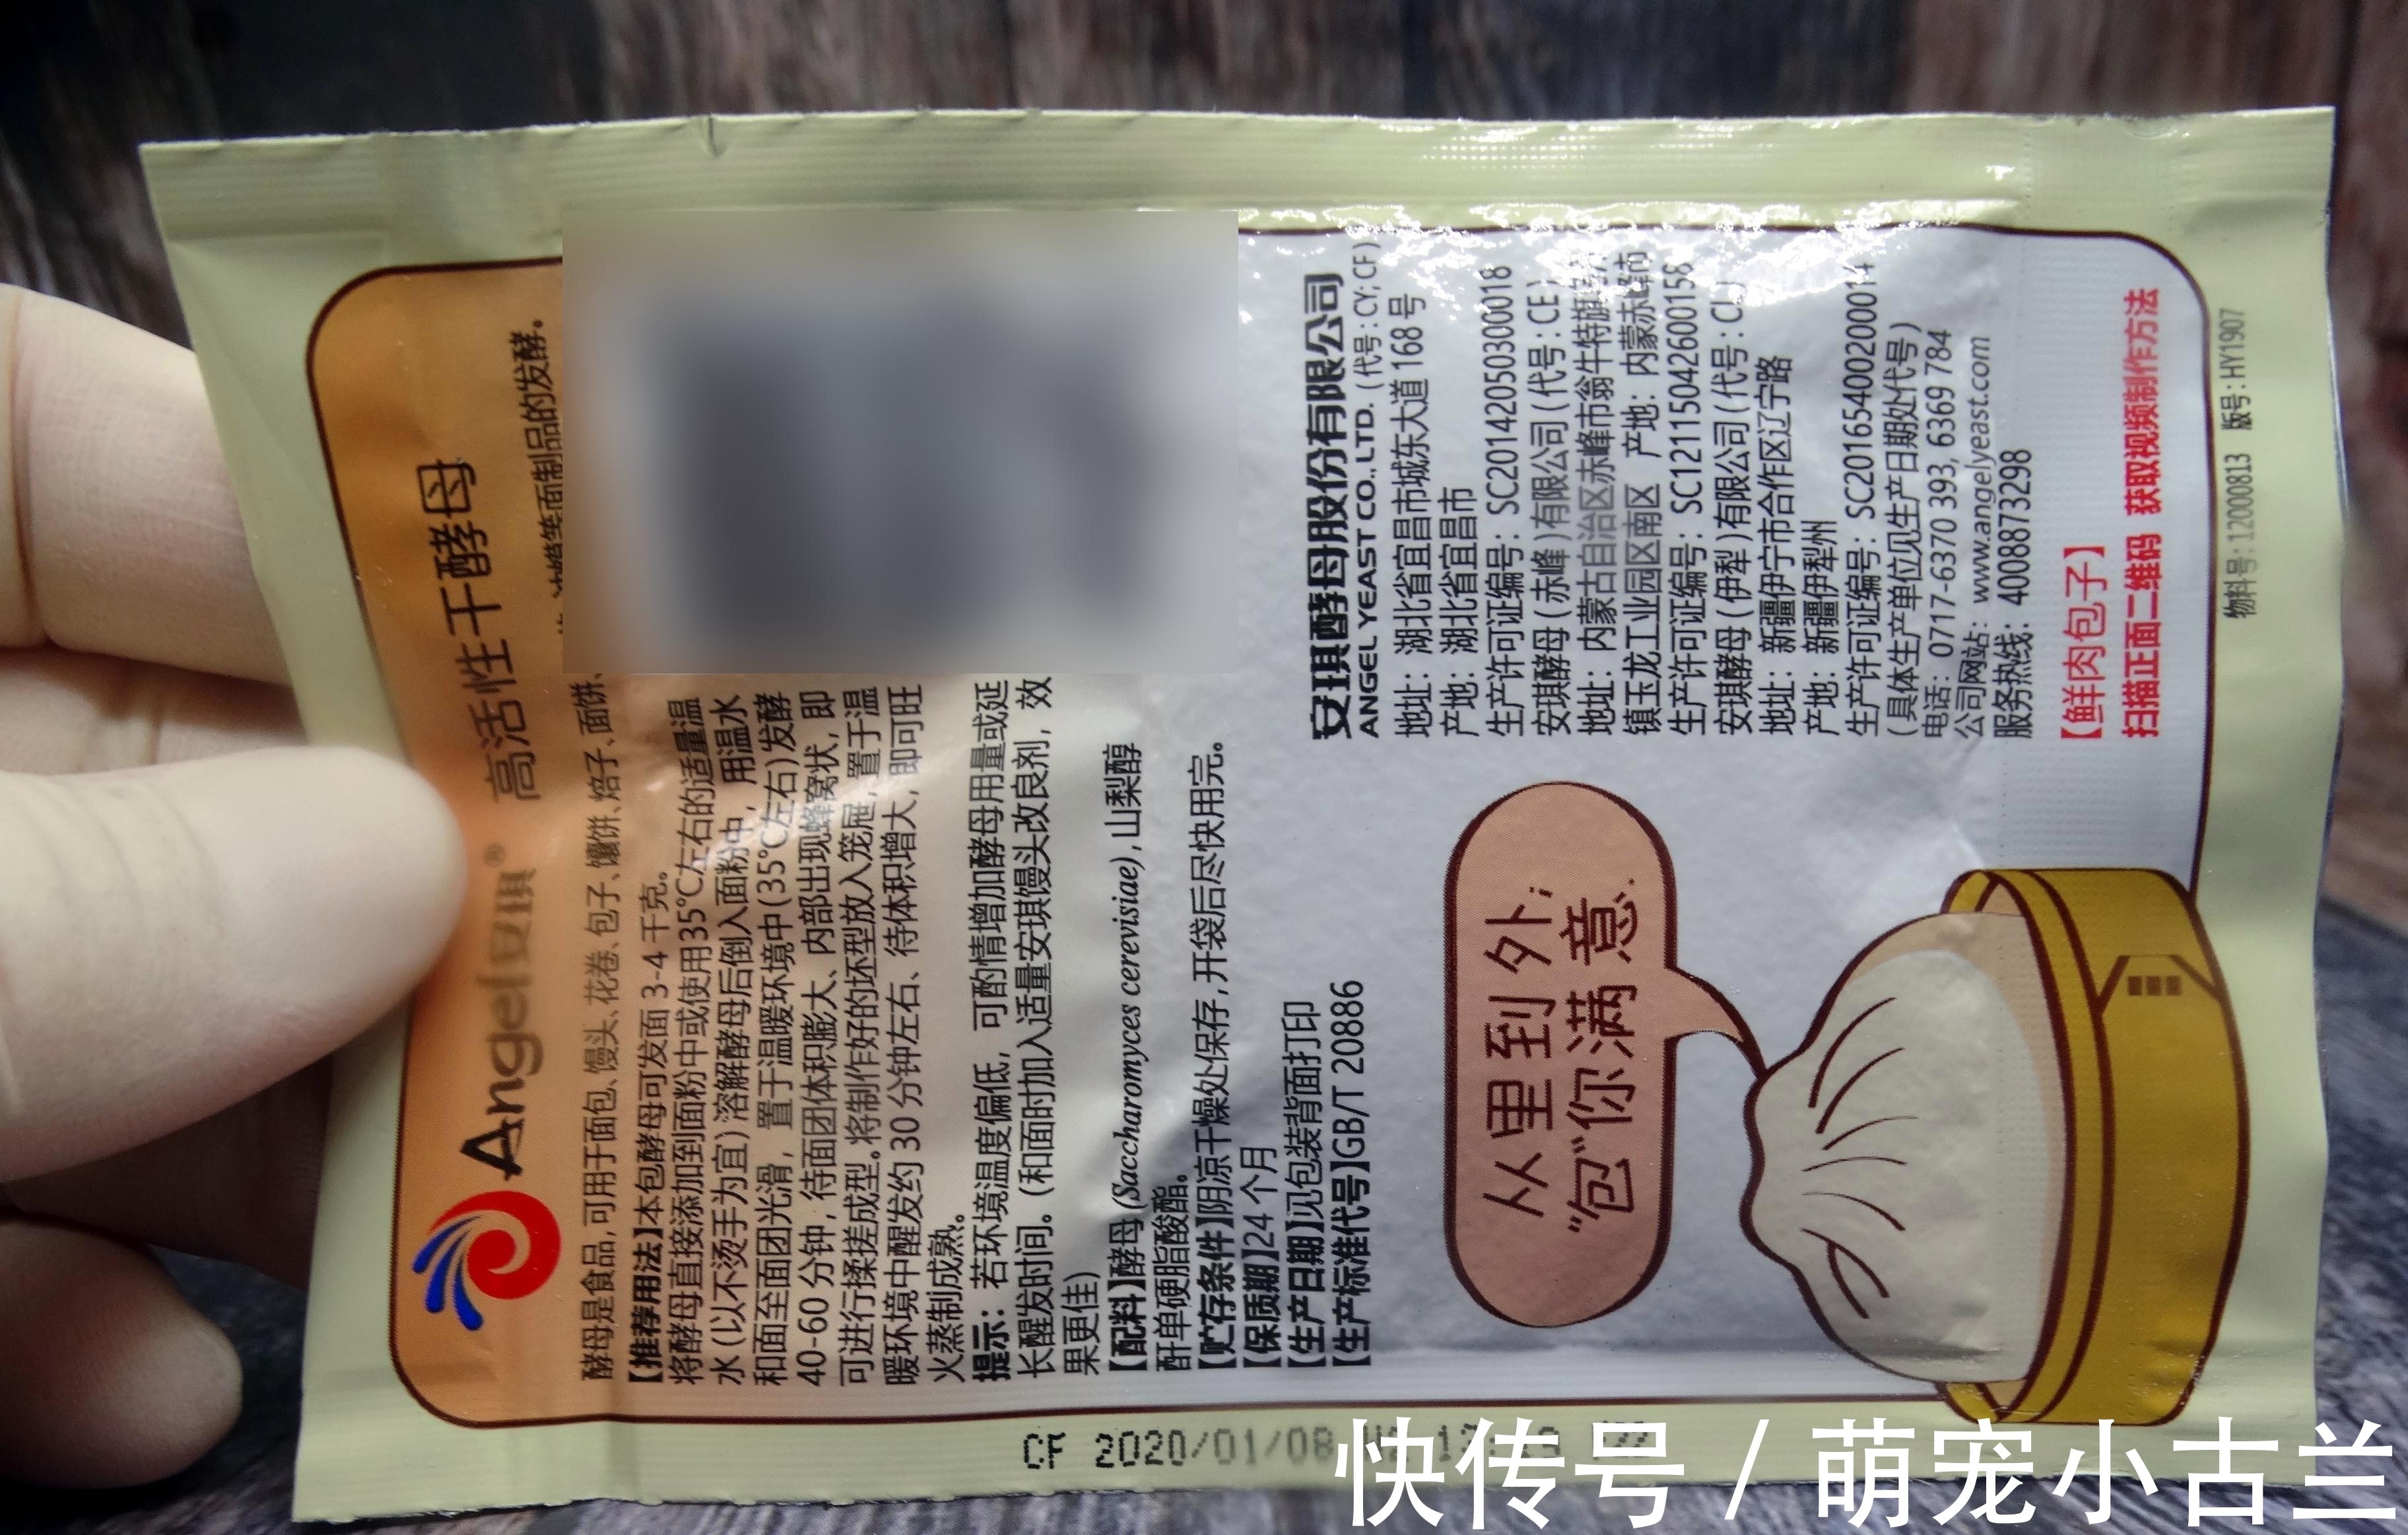 Angel安琪® 高活性干酵母
酵母是食品,可用于面包、馒头、花卷、包子、馕饼、焙子、面饼、
等面制品的发酵。
【推荐用法】本包酵母可发面 3-4 千克。
将酵母直接添加到面粉中或使用35℃左右的适量温
水(以不烫手为宜)溶解酵母后倒入面粉中，用温水
和面至面团光滑，置于温暖环境中(35℃左右)发酵
40-60 分钟，待面团体积膨大、内部出现蜂窝状，即
可进行揉搓成型。将制作好的坯型放入笼屉，置于温
暖环境中醒发约 30 分钟左右、待体积增大，即可旺
火蒸制成熟。
提示：若环境温度偏低，可酌情增加酵母用量或延
长醒发时间。(和面时加入适量安琪馒头改良剂，效
果更佳)
【配料】酵母(Saccharomyces cerevisiae),山梨醇
酐单硬脂酸酯。
【贮存条件】阴凉干燥处保存,开袋后尽快用完。
【保质期】24 个月
【生产日期】见包装背面打印
【生产标准代号】GB/T 20886
安琪酵母股份有限公司
ANGEL YEAST CO.,LTD. (代号:CY; CF)
地址：湖北省宜昌市城东大道 168 号
产地：湖北省宜昌市
生产许可证编号：SC20142050300018
安琪酵母(赤峰)有限公司(代号:CE)
地址：内蒙古自治区赤峰市翁牛特旗
镇玉龙工业园区南区 产地：内蒙赤峰市
生产许可证编号：SC12115042600158
安琪酵母(伊犁)有限公司(代号:CL)
地址：新疆伊宁市合作区辽宁路
产地：新疆伊犁州
生产许可证编号：SC20165400200014
(具体生产单位见生产日期处代号)
电话：0717-6370 393, 6369 784
公司网站：www.angelyeast.com
服务热线：4008873298
【鲜肉包子】
扫描正面二维码 获取视频制作方法
从里到外,
“包”你满意.
物料号:12000813 版号:HY1907
2020/01/08
快传号 / 萌宠小古兰